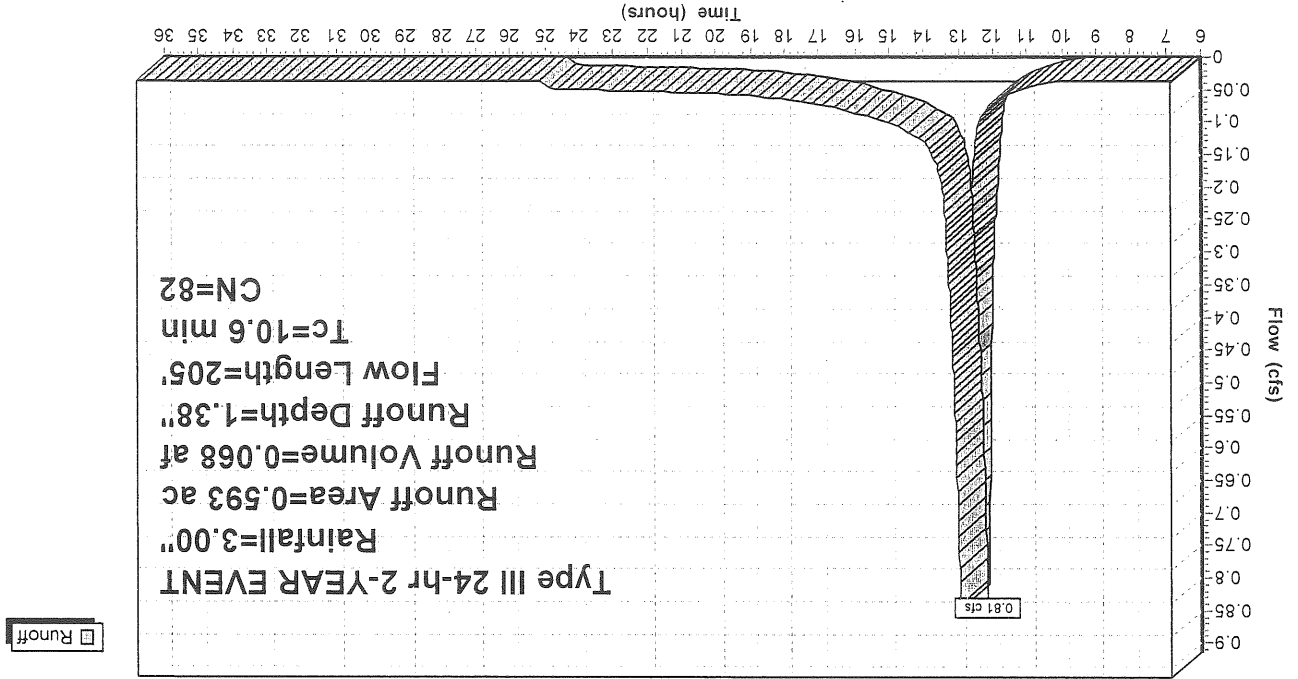 Runoff
0.81 cfs
Type III 24-hr 2-YEAR EVENT
Rainfall=3.00"
Runoff Area=0.593 ac
Runoff Volume=0.068 af
Runoff Depth=1.38"
Flow Length=205'
Tc=10.6 min
CN=82
Flow (cfs)
0.9
0.85
0.8
0.75
0.7
0.65
0.6
0.55
0.5
0.45
0.4
0.35
0.3
0.25
0.2
0.15
0.1
0.05
0
6 7 8 9 10 11 12 13 14 15 16 17 18 19 20 21 22 23 24 25 26 27 28 29 30 31 32 33 34 35 36
Time (hours)